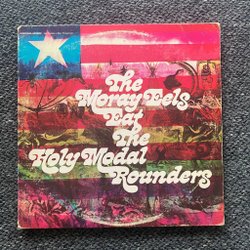 The
Moray Eels
Eat
The
Holy Modal
Rounders